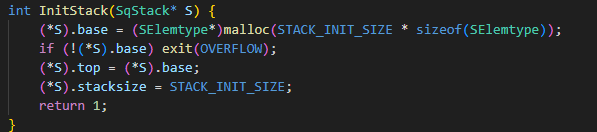 int InitStack(SqStack* S) {
    (*S).base = (SElemtype*)malloc(STACK_INIT_SIZE * sizeof(SElemtype));
    if (!(*S).base) exit(OVERFLOW);
    (*S).top = (*S).base;
    (*S).stacksize = STACK_INIT_SIZE;
    return 1;
}